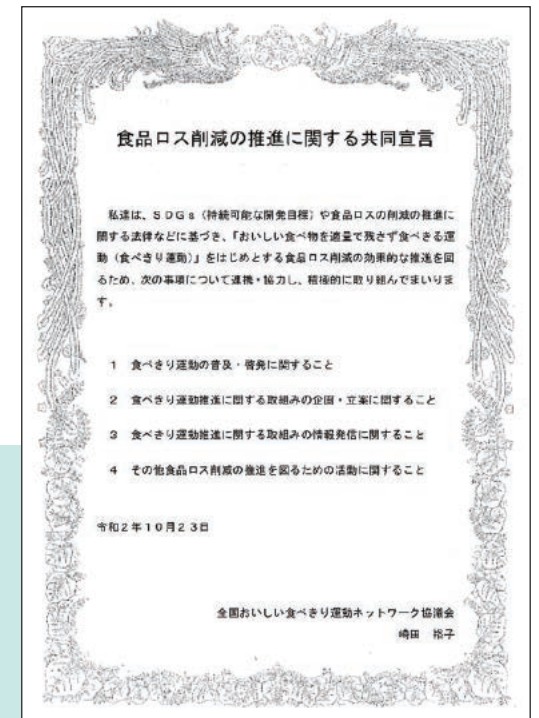 食品ロス削減の推進に関する共同宣言
私達は、SDGs（持続可能な開発目標）や食品ロスの削減の推進に
関する法律などに基づき、「おいしい食べ物を適量で残さず食べきる運
動（食べきり運動）」をはじめとする食品ロス削減の効果的な推進を図
るため、次の事項について連携・協力し、積極的に取り組んでまいりま
す。
1 食べきり運動の普及・啓発に関すること
2 食べきり運動推進に関する取組みの企画・立案に関すること
3 食べきり運動推進に関する取組みの情報発信に関すること
4 その他食品ロス削減の推進を図るための活動に関すること
令和2年10月23日
全国おいしい食べきり運動ネットワーク協議会
崎田 裕子